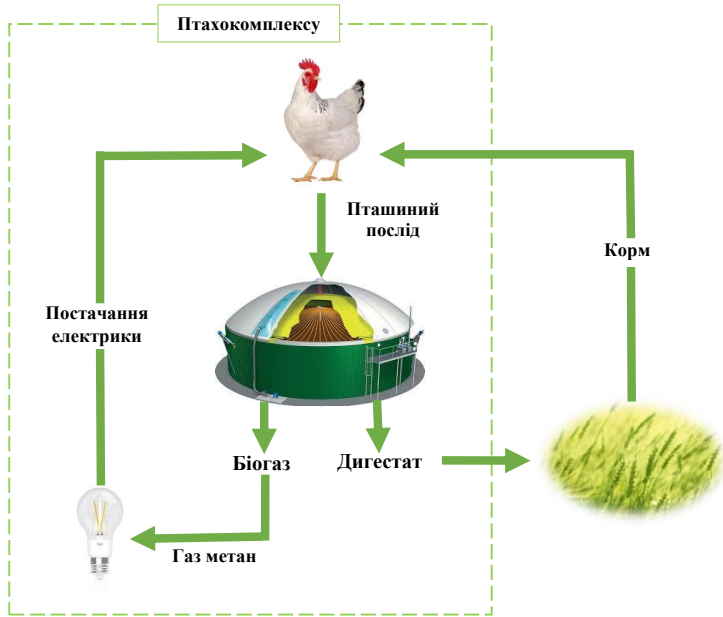 Птахокомплексу
Пташиний
послід
Корм
Постачання
електрики
Біогаз
Дигестат
Газ метан